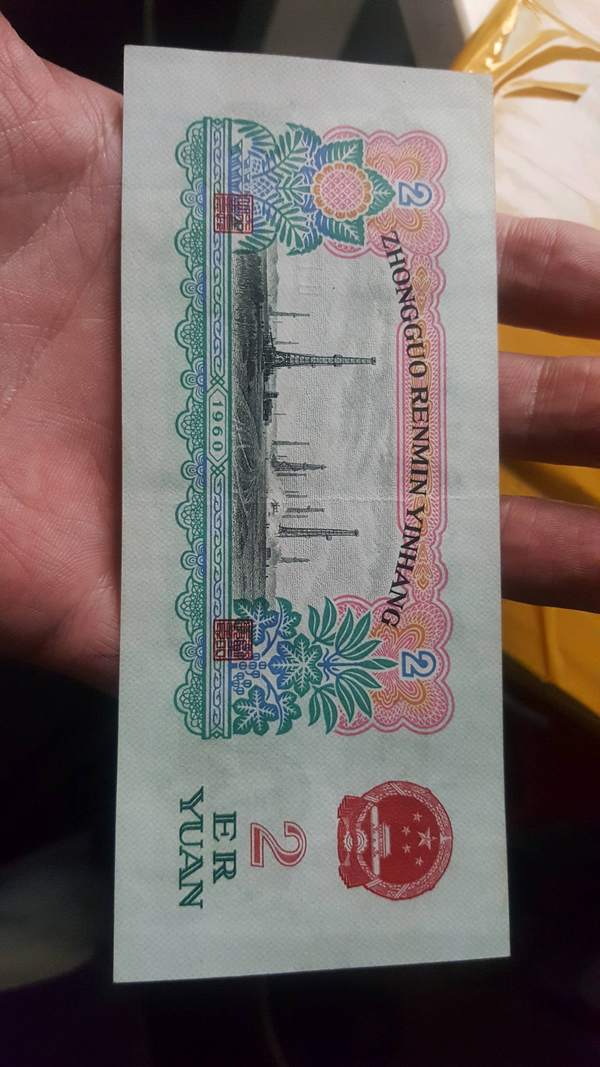 ZHONGGUO RENMIN YINHANG
2
2
1960
2
ER
YUAN